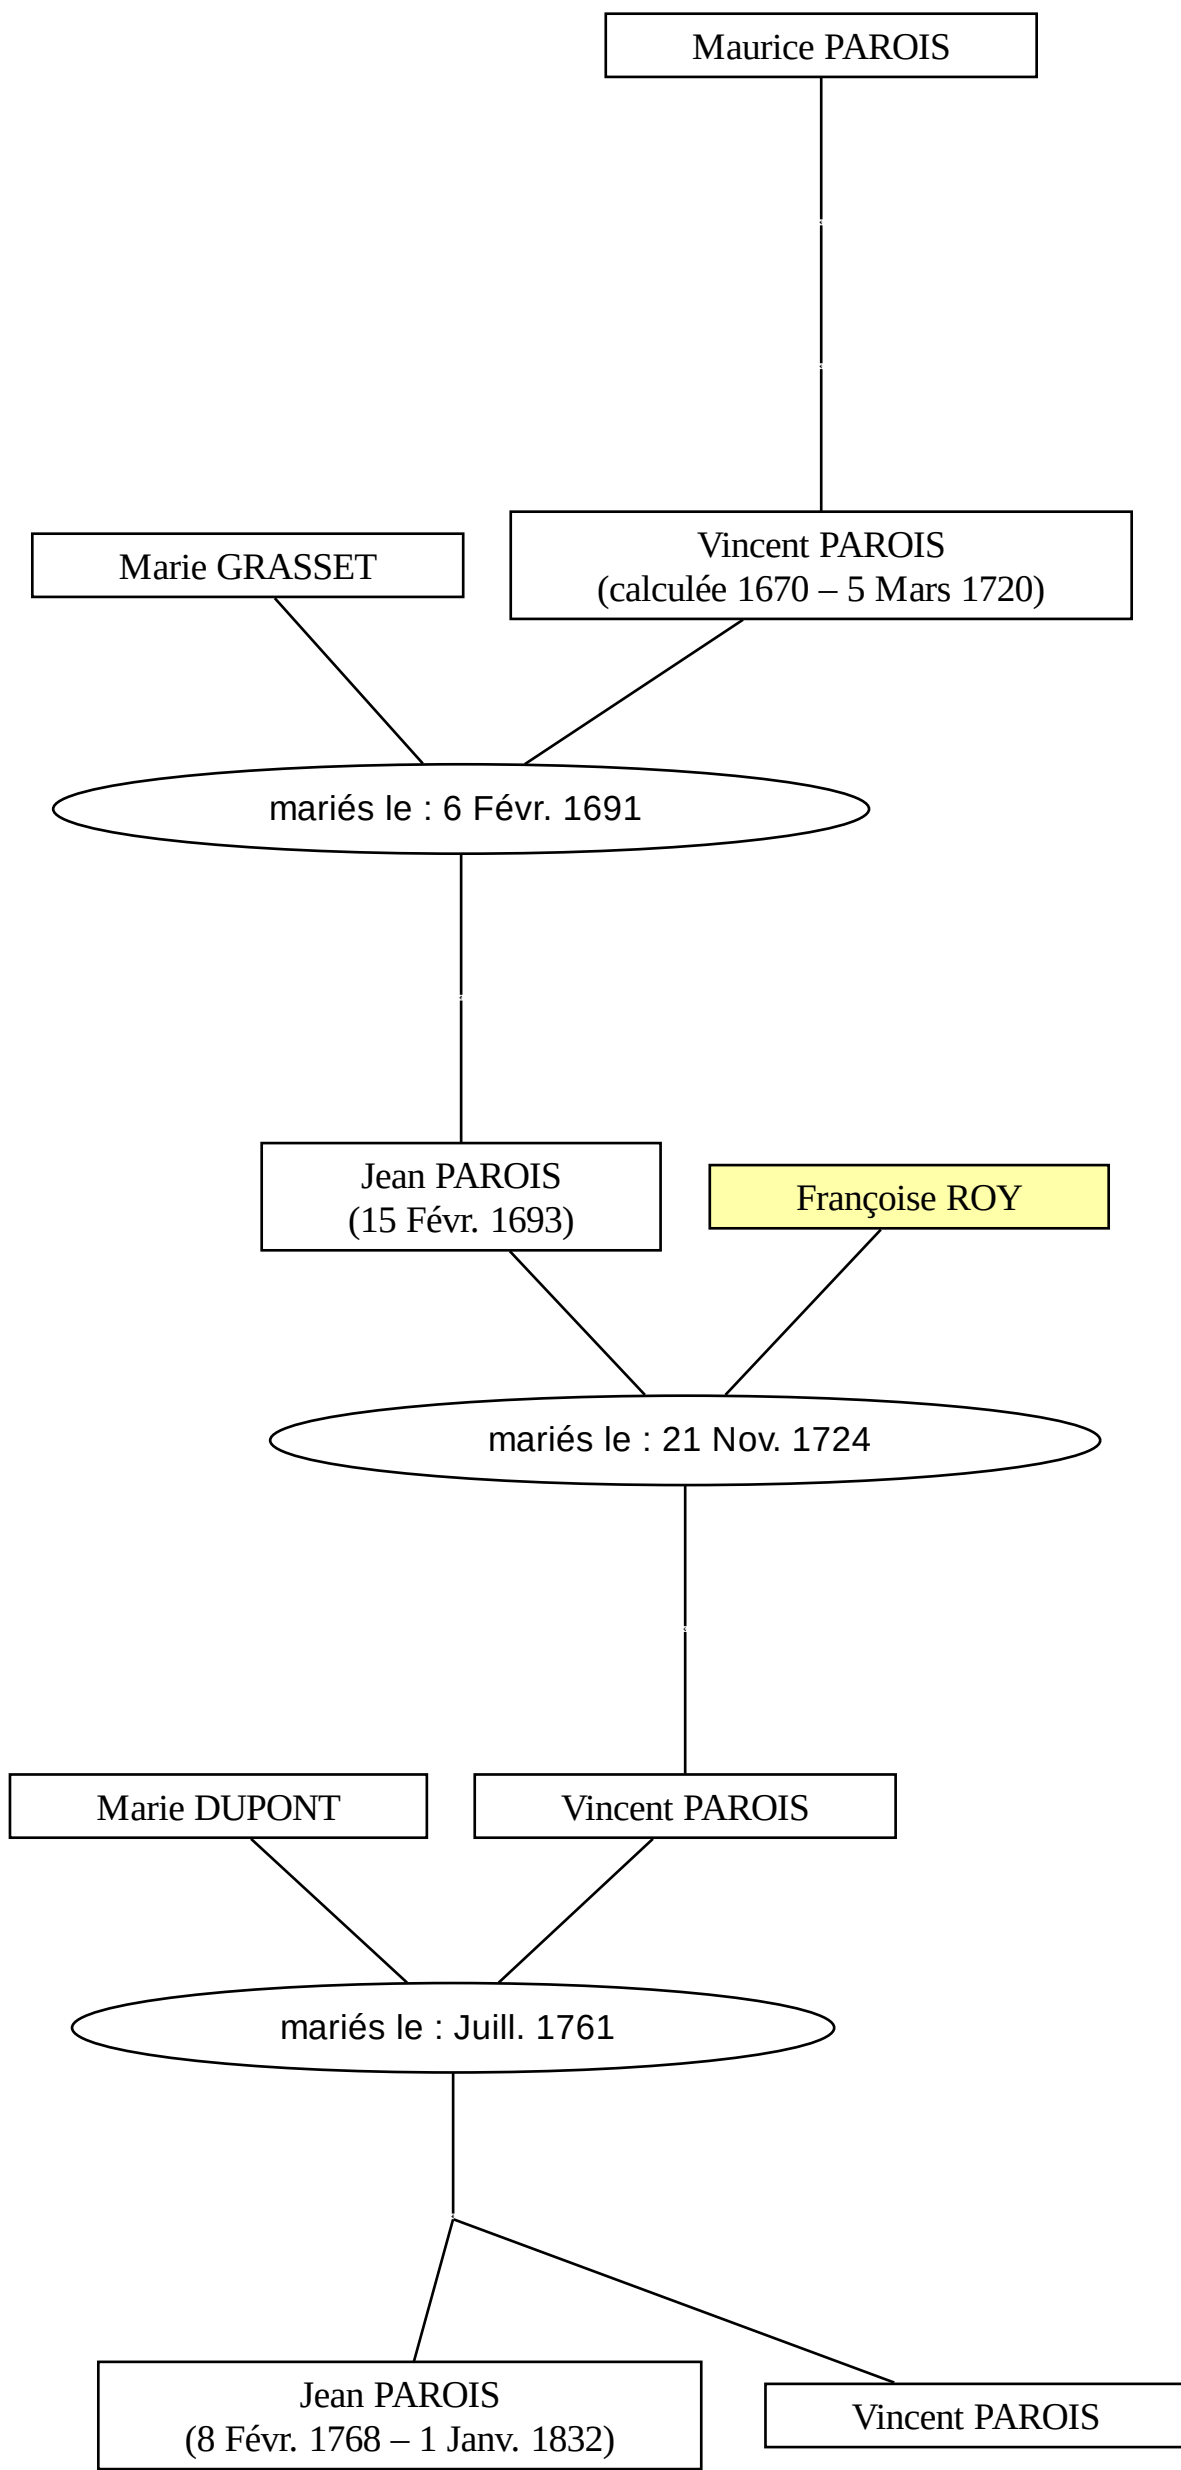 Maurice PAROIS
Marie GRASSET
Vincent PAROIS
(calculée 1670 – 5 Mars 1720)
mariés le : 6 Févr. 1691
Jean PAROIS
(15 Févr. 1693)
Françoise ROY
mariés le : 21 Nov. 1724
Marie DUPONT
Vincent PAROIS
mariés le : Juill. 1761
Jean PAROIS
(8 Févr. 1768 – 1 Janv. 1832)
Vincent PAROIS